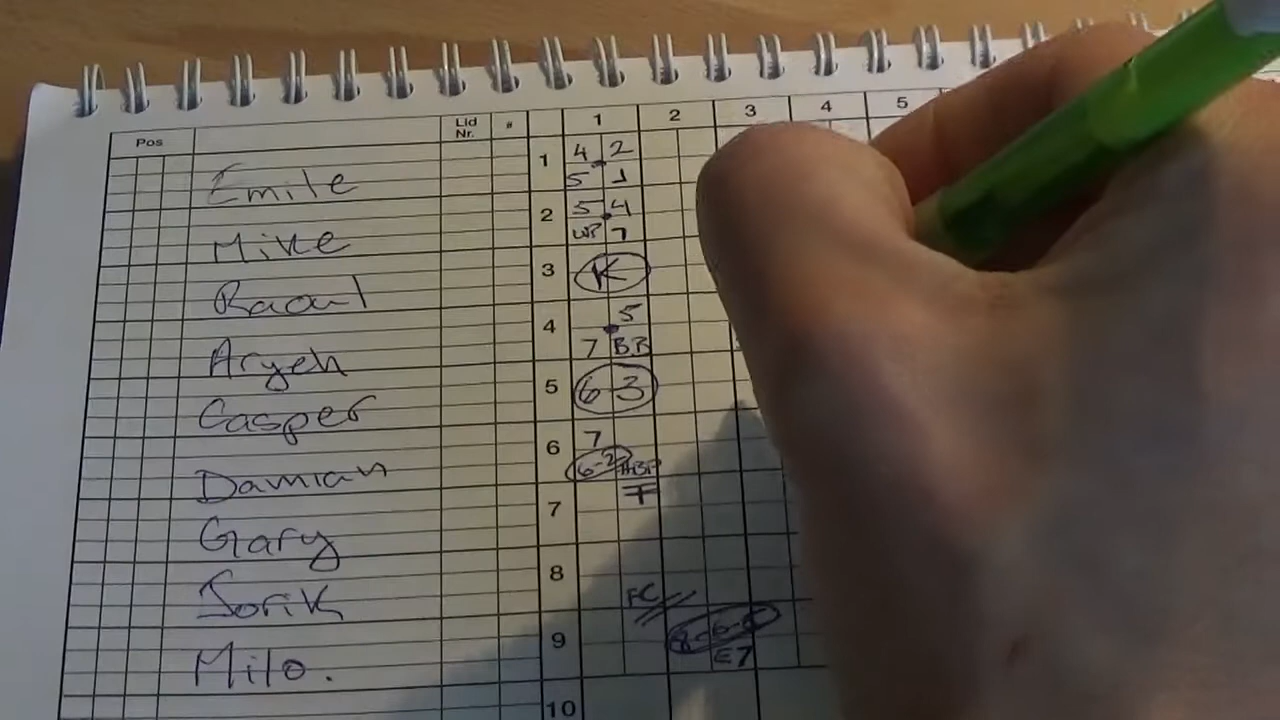 Pos Lid Nr. # 1 2 3 4 5
Emile 1 4 2
5 1
Mike 2 5 4
WP 7
Raoul 3 K
Aryeh 4 5
7 BB
Casper 5 6-3
Damian 6 7
6-2 HBP
Gary 7
Jorik 8
FC
Milo. 9
E7
10